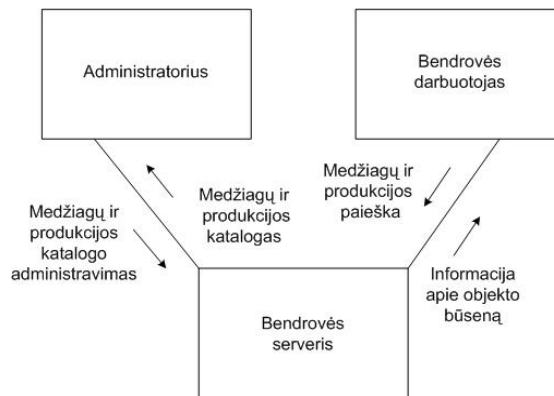 Administratorius
Bendrovės
darbuotojas
Medžiagų ir
produkcijos
katalogas
Medžiagų ir
produkcijos
paieška
Medžiagų ir
produkcijos
katalogo
administravimas
Informacija
apie objekto
būseną
Bendrovės
serveris